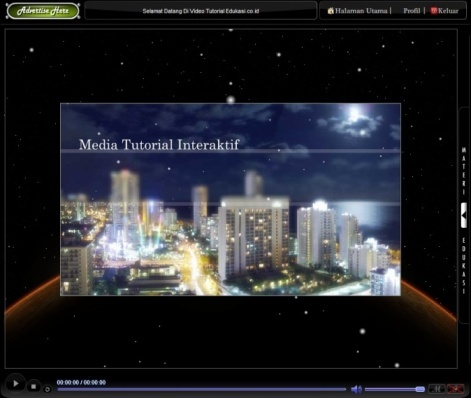 Advertise Here
Selamat Datang Di Video Tutorial Edukasi.co.id
Halaman Utama | Profil | Keluar
Media Tutorial Interaktif
MATERI EDUKASI
00:00:00 / 00:00:00